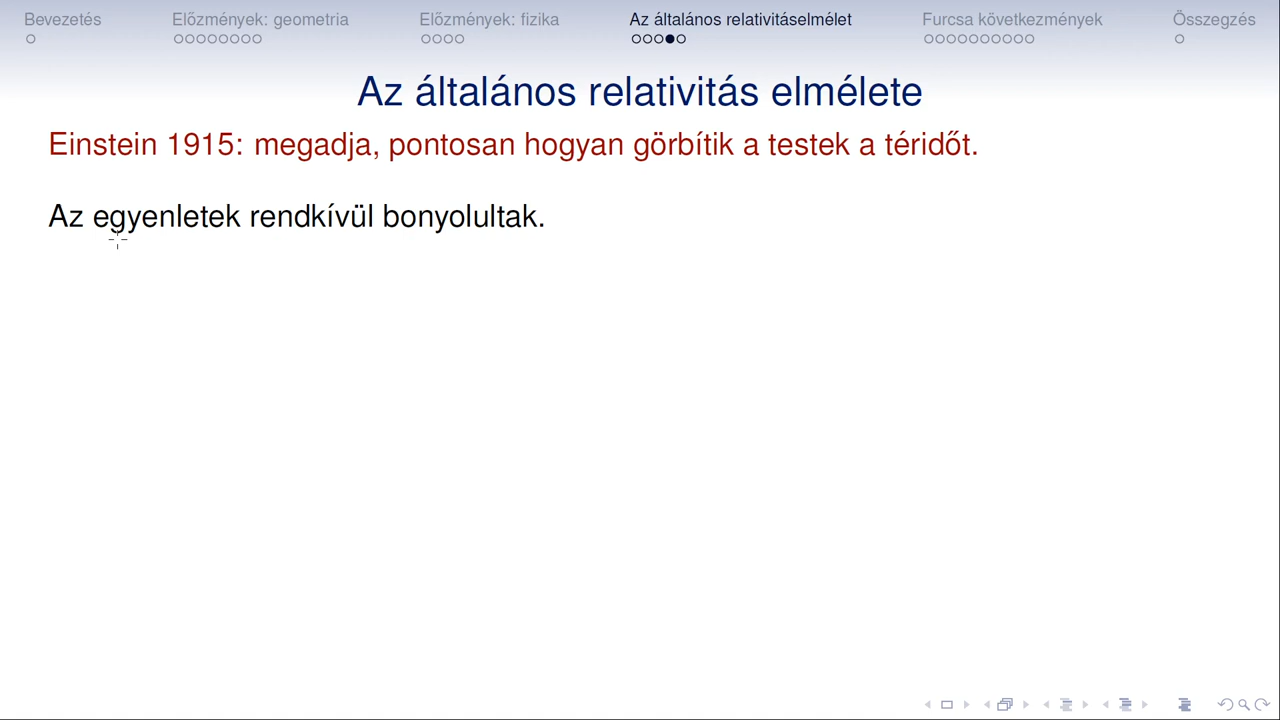 Bevezetés
Előzmények: geometria
Előzmények: fizika
Az általános relativitáselmélet
Furcsa következmények
Összegzés
Az általános relativitás elmélete
Einstein 1915: megadja, pontosan hogyan görbítik a testek a téridőt.
Az egyenletek rendkívül bonyolultak.